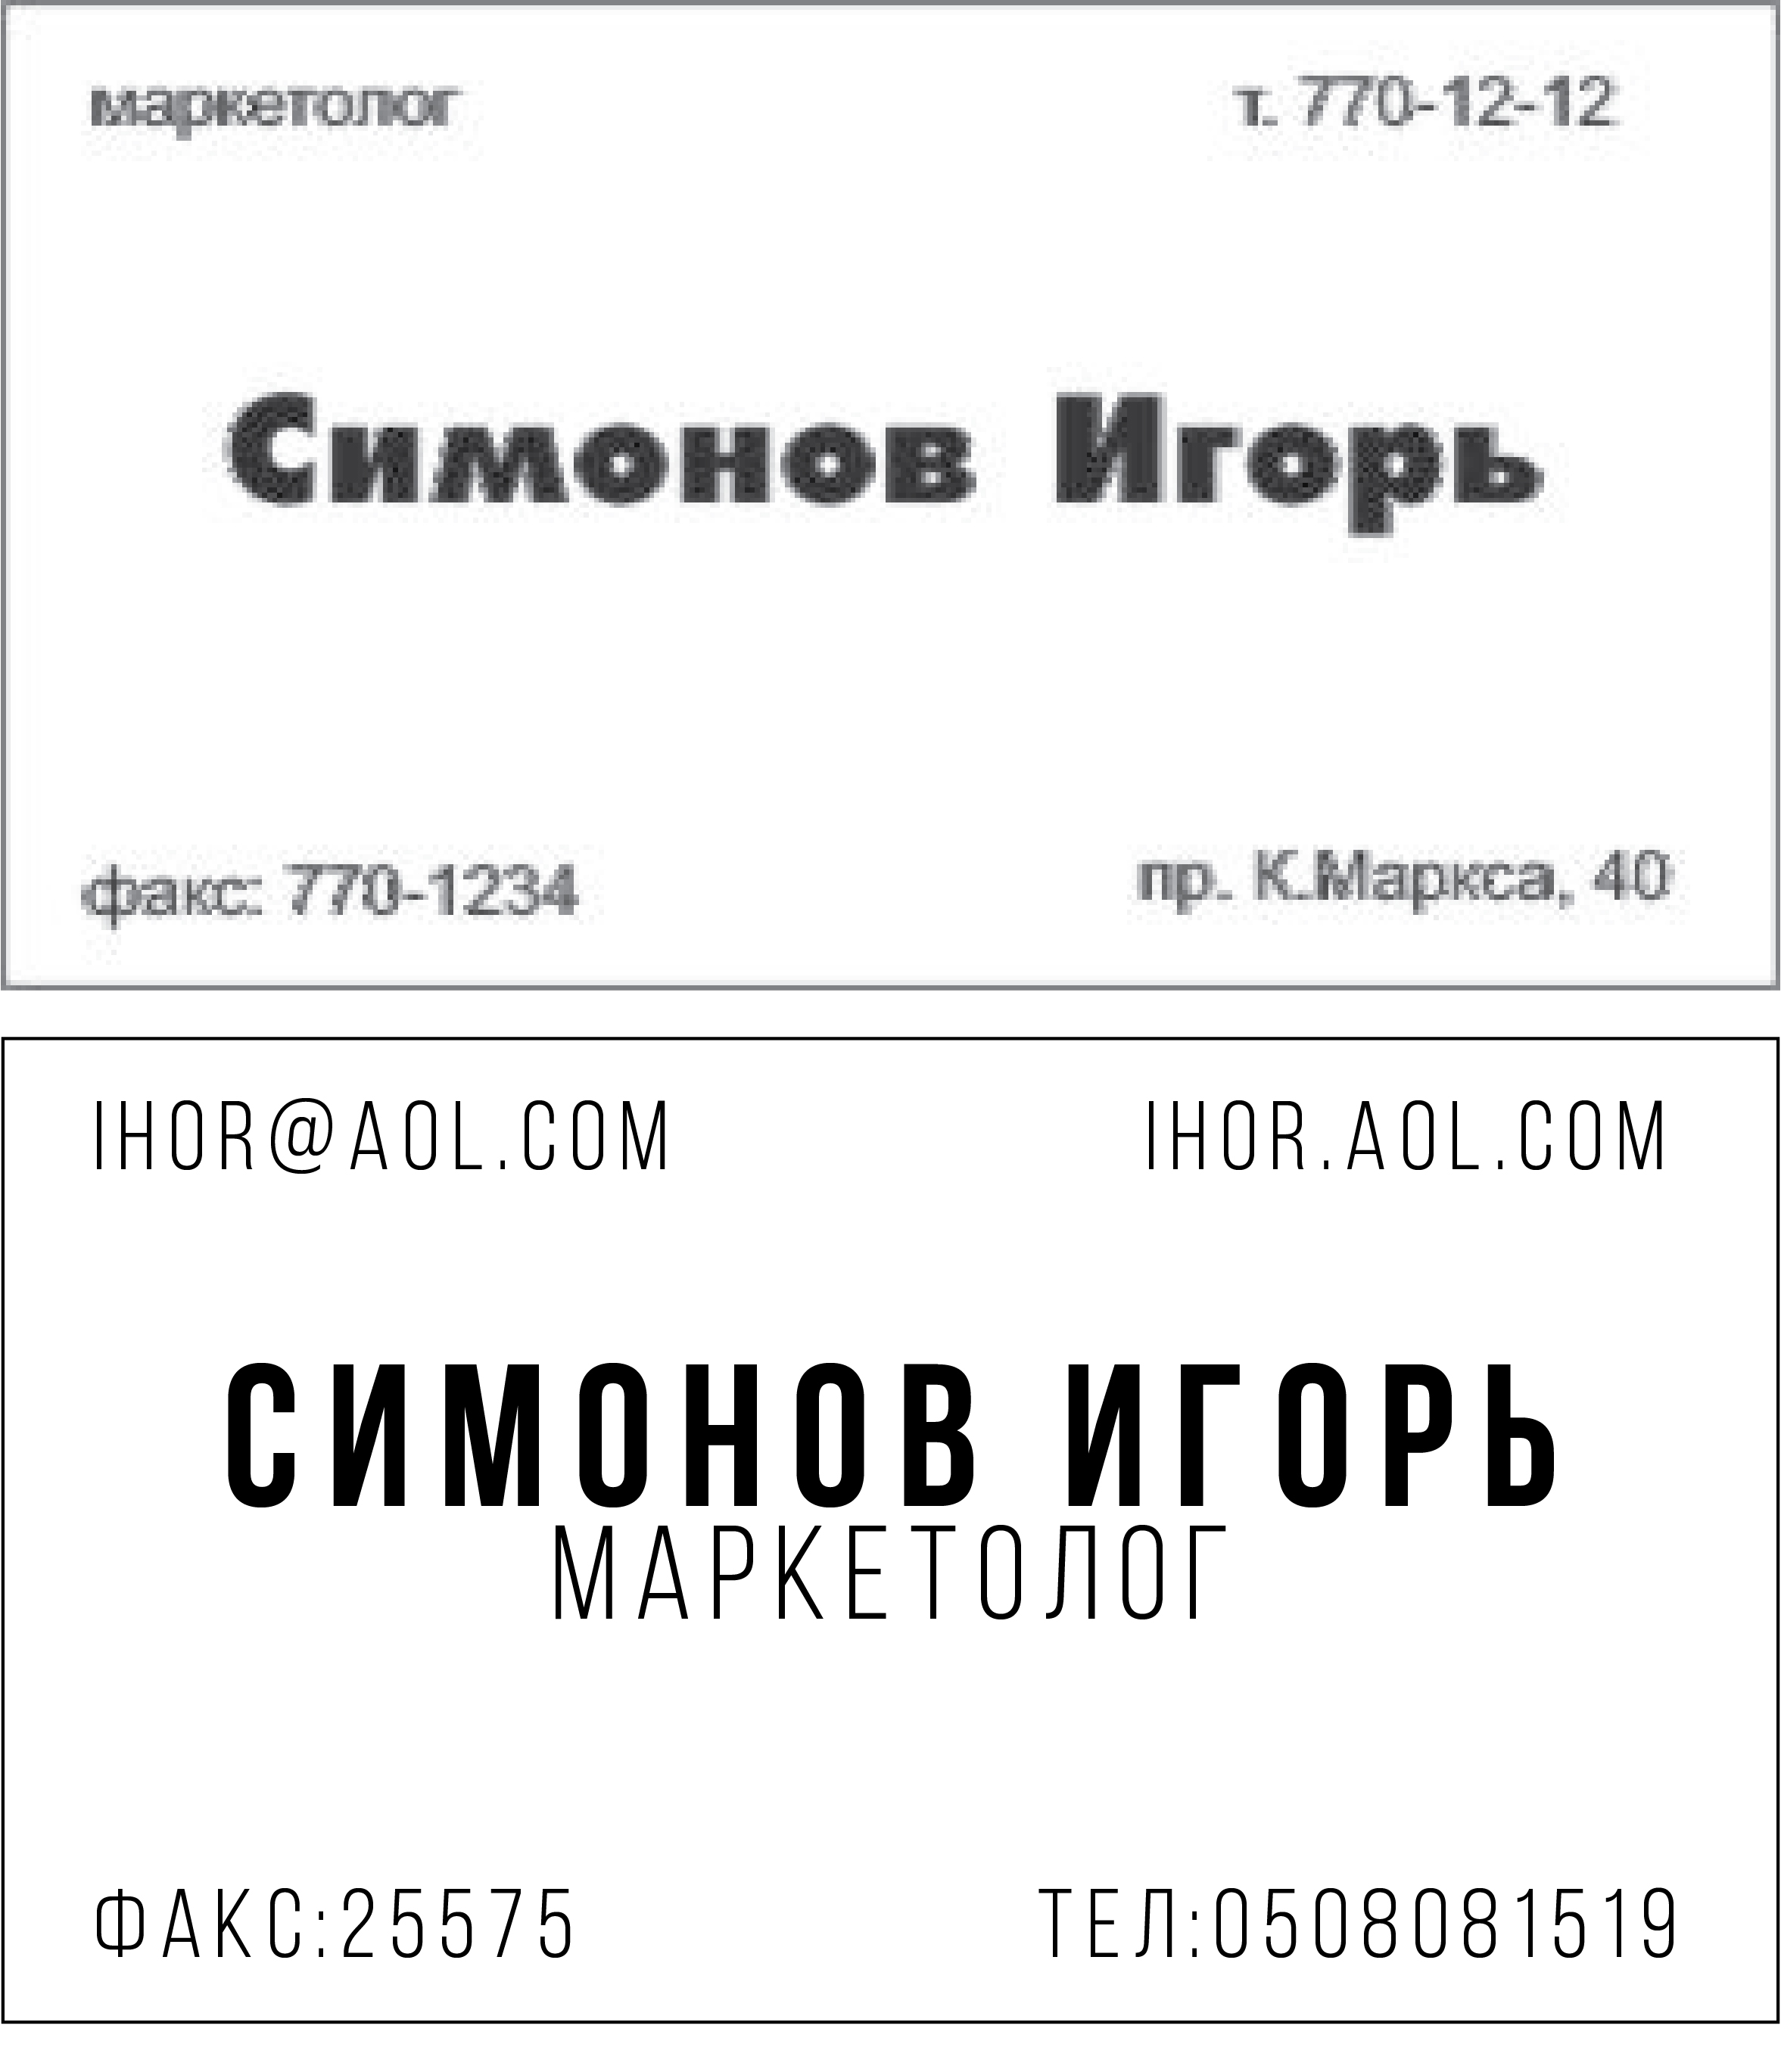 маркетолог
т. 770-12-12
Симонов Игорь
факс: 770-1234
пр. К.Маркса, 40
IHOR@AOL.COM
IHOR.AOL.COM
СИМОНОВ ИГОРЬ
МАРКЕТОЛОГ
ФАКС:25575
ТЕЛ:0508081519